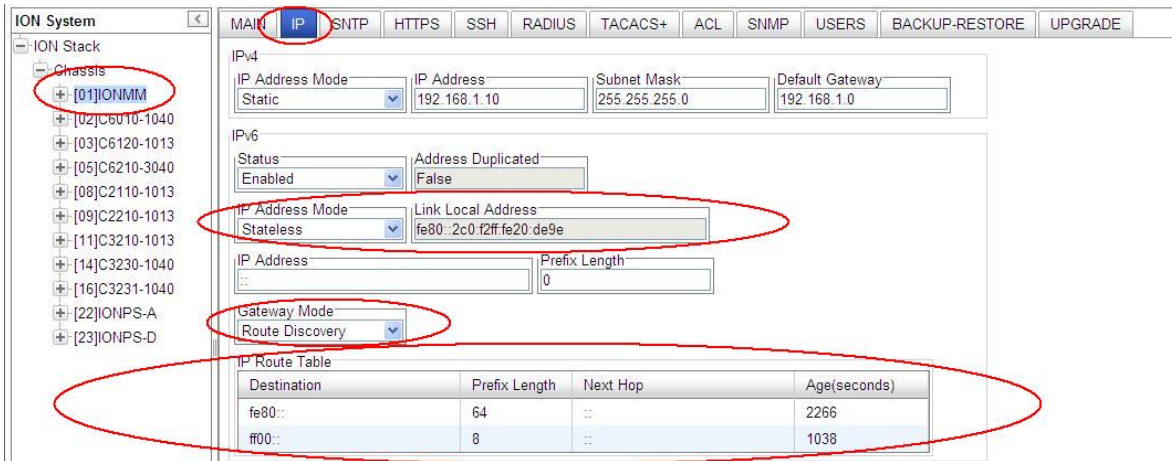 ION System
<
ION Stack
Chassis
[01]IONMM
[02]C6010-1040
[03]C6120-1013
[05]C6210-3040
[08]C2110-1013
[09]C2210-1013
[11]C3210-1013
[14]C3230-1040
[16]C3231-1040
[22]IONPS-A
[23]IONPS-D
MAIN IP SNTP HTTPS SSH RADIUS TACACS+ ACL SNMP USERS BACKUP-RESTORE UPGRADE
IPv4
IP Address Mode IP Address Subnet Mask Default Gateway
Static 192.168.1.10 255.255.255.0 192.168.1.0
IPv6
Status Address Duplicated
Enabled False
IP Address Mode Link Local Address
Stateless fe80::2c0:f2ff:fe20:de9e
IP Address Prefix Length
:: 0
Gateway Mode
Route Discovery
IP Route Table
Destination Prefix Length Next Hop Age(seconds)
fe80:: 64 :: 2266
ff00:: 8 :: 1038